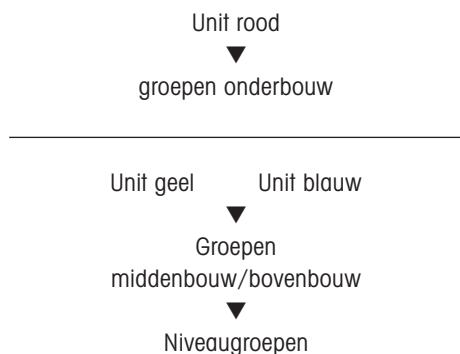 Unit rood
▼
groepen onderbouw
Unit geel Unit blauw
▼
Groepen
middenbouw/bovenbouw
▼
Niveaugroepen